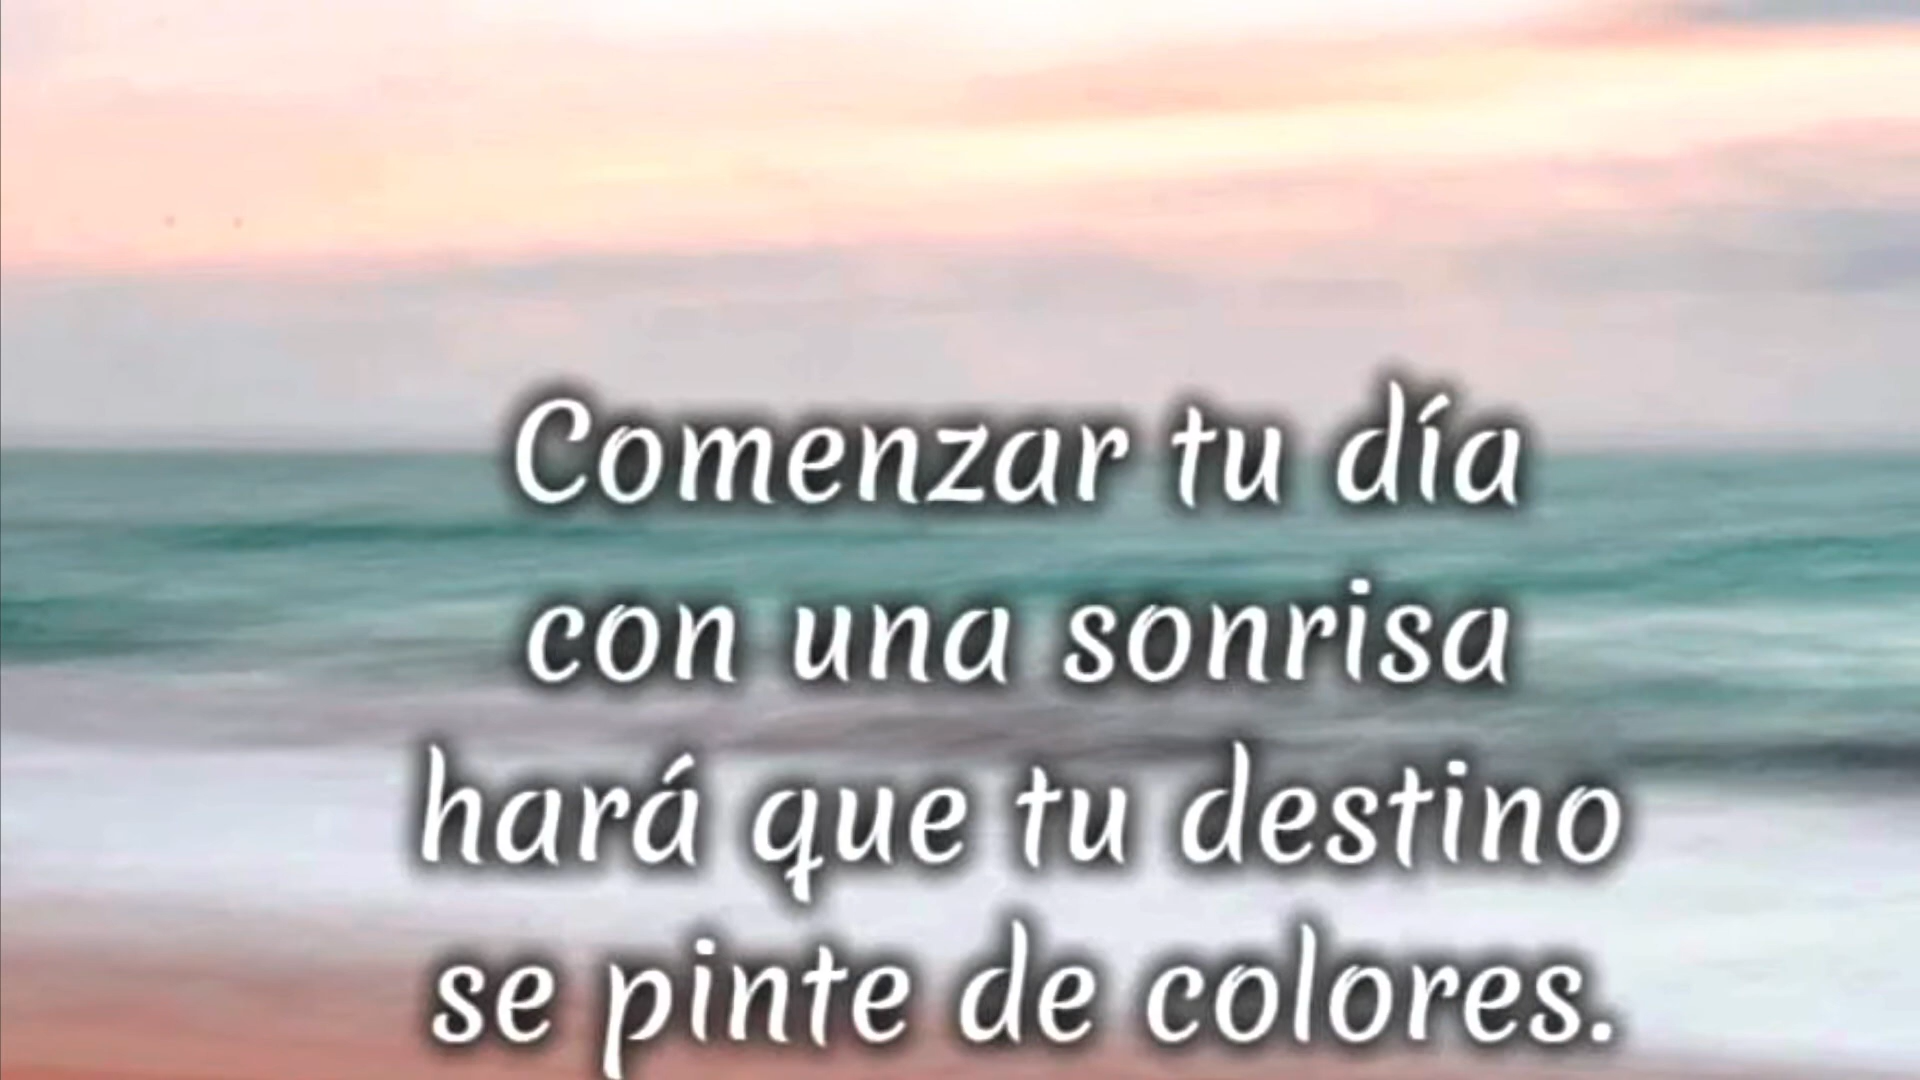 Comenzar tu día
con una sonrisa
hará que tu destino
se pinte de colores.